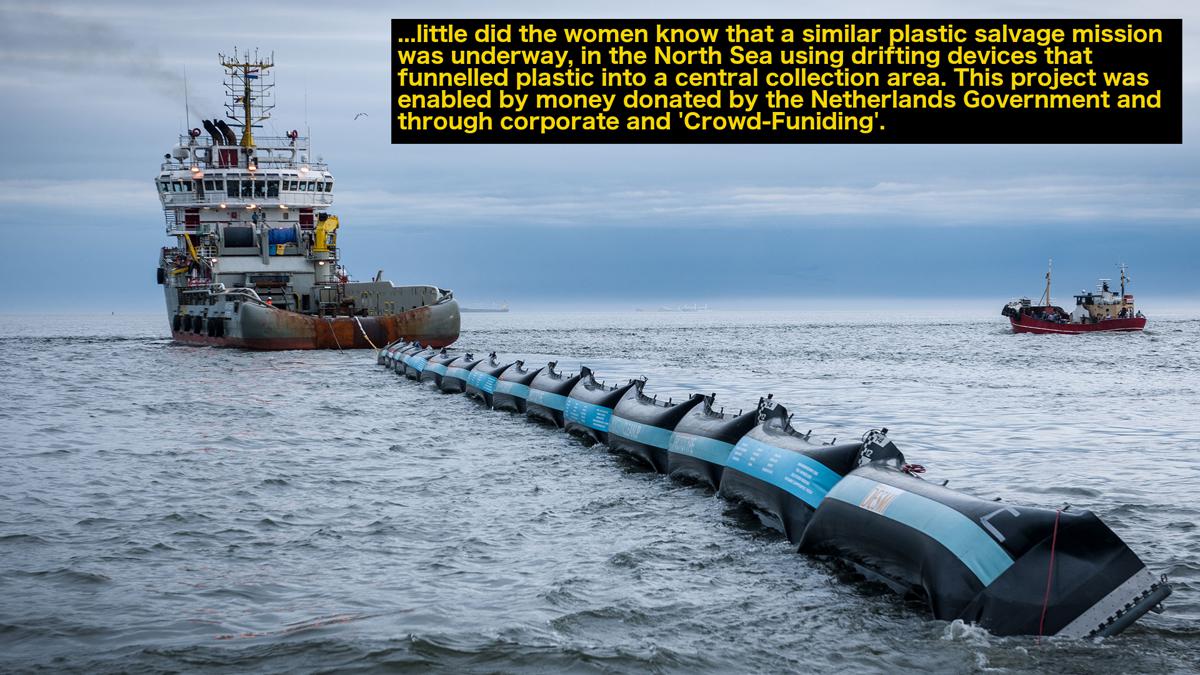 ...little did the women know that a similar plastic salvage mission
was underway, in the North Sea using drifting devices that
funnelled plastic into a central collection area. This project was
enabled by money donated by the Netherlands Government and
through corporate and 'Crowd-Funiding'.